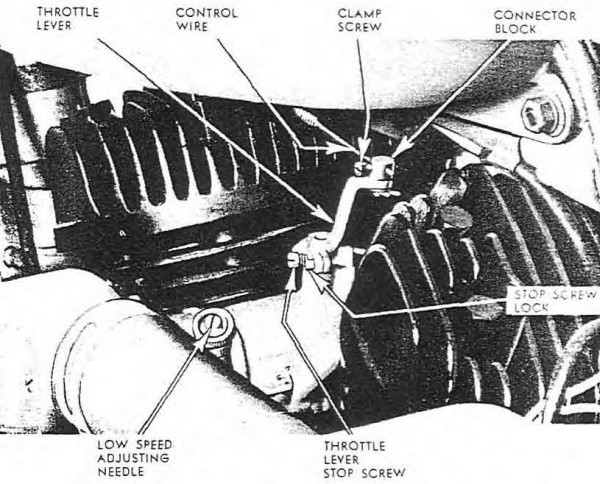 THROTTLE
LEVER
CONTROL
WIRE
CLAMP
SCREW
CONNECTOR
BLOCK
STOP SCREW
LOCK
LOW SPEED
ADJUSTING
NEEDLE
THROTTLE
LEVER
STOP SCREW